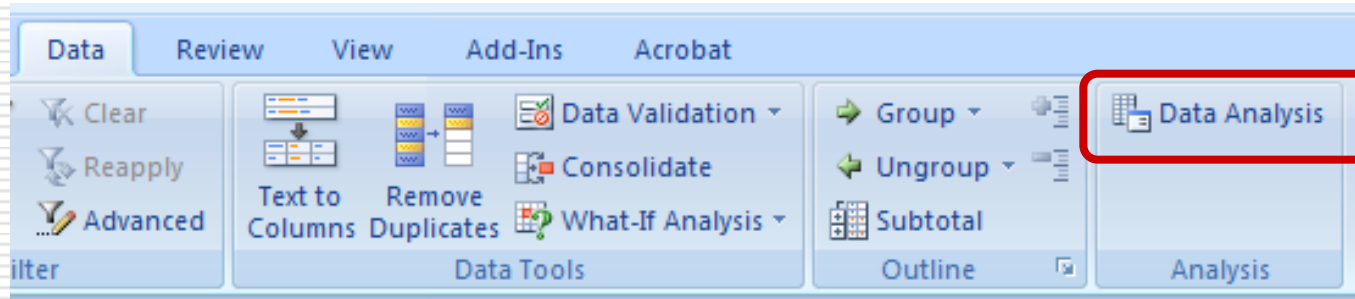 Data Review View Add-Ins Acrobat
Clear
Reapply
Advanced
Text to
Columns
Remove
Duplicates
Data Validation
Consolidate
What-If Analysis
Group
Ungroup
Subtotal
Data Analysis
ilter
Data Tools
Outline
Analysis